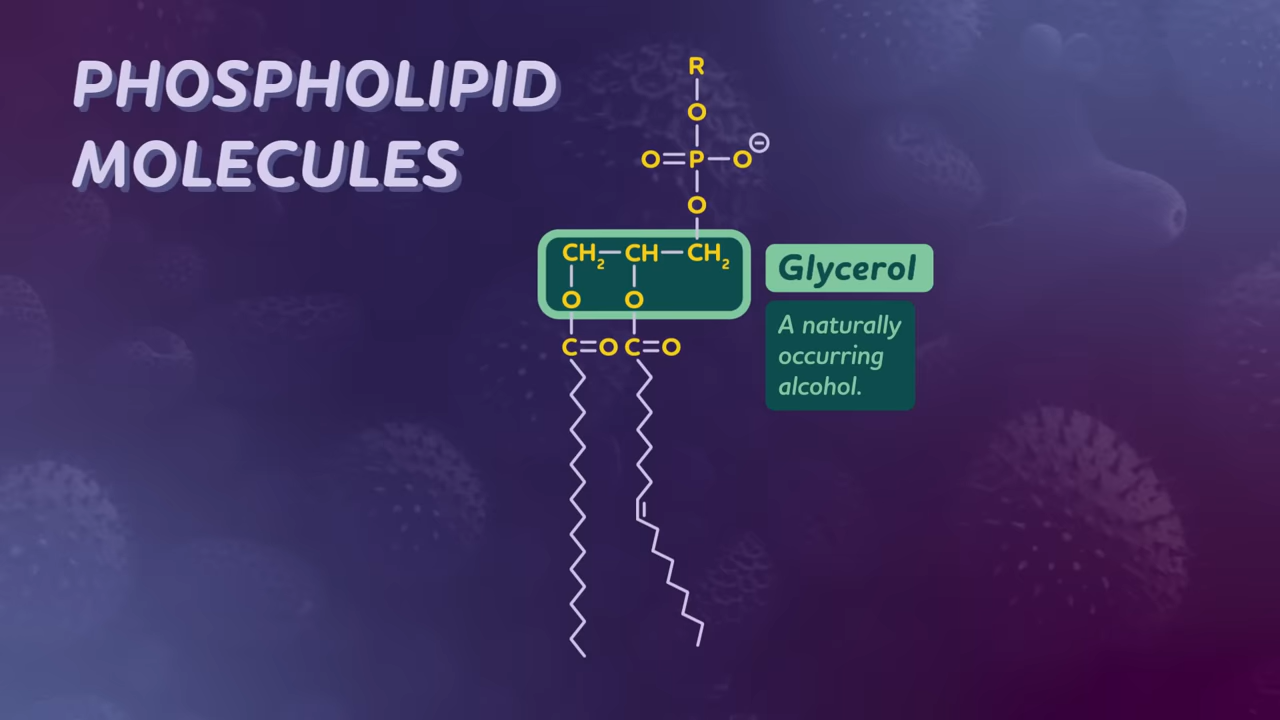 PHOSPHOLIPID
MOLECULES
R
O
O=P—O⊖
O
CH₂—CH—CH₂
O O
C=O C=O
Glycerol
A naturally
occurring
alcohol.